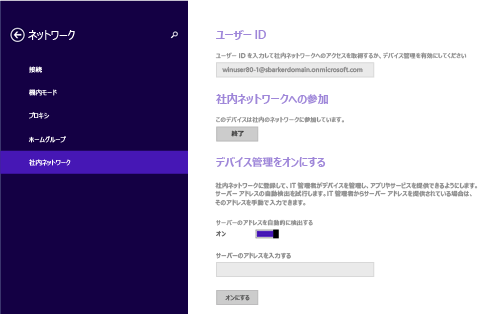 ネットワーク
接続
機内モード
プロキシ
ホームグループ
社内ネットワーク
ユーザー ID
ユーザー ID を入力して社内ネットワークへのアクセスを取得するか、デバイス管理を有効にしてください
winuser80-1@sbarkerdomain.onmicrosoft.com
社内ネットワークへの参加
このデバイスは社内のネットワークに参加しています。
終了
デバイス管理をオンにする
社内ネットワークに登録して、IT 管理者がデバイスを管理し、アプリやサービスを提供できるようにします。
サーバー アドレスの自動検出を試行します。IT 管理者からサーバー アドレスを提供されている場合は、
そのアドレスを手動で入力できます。
サーバーのアドレスを自動的に検出する
オン
サーバーのアドレスを入力する
オンにする